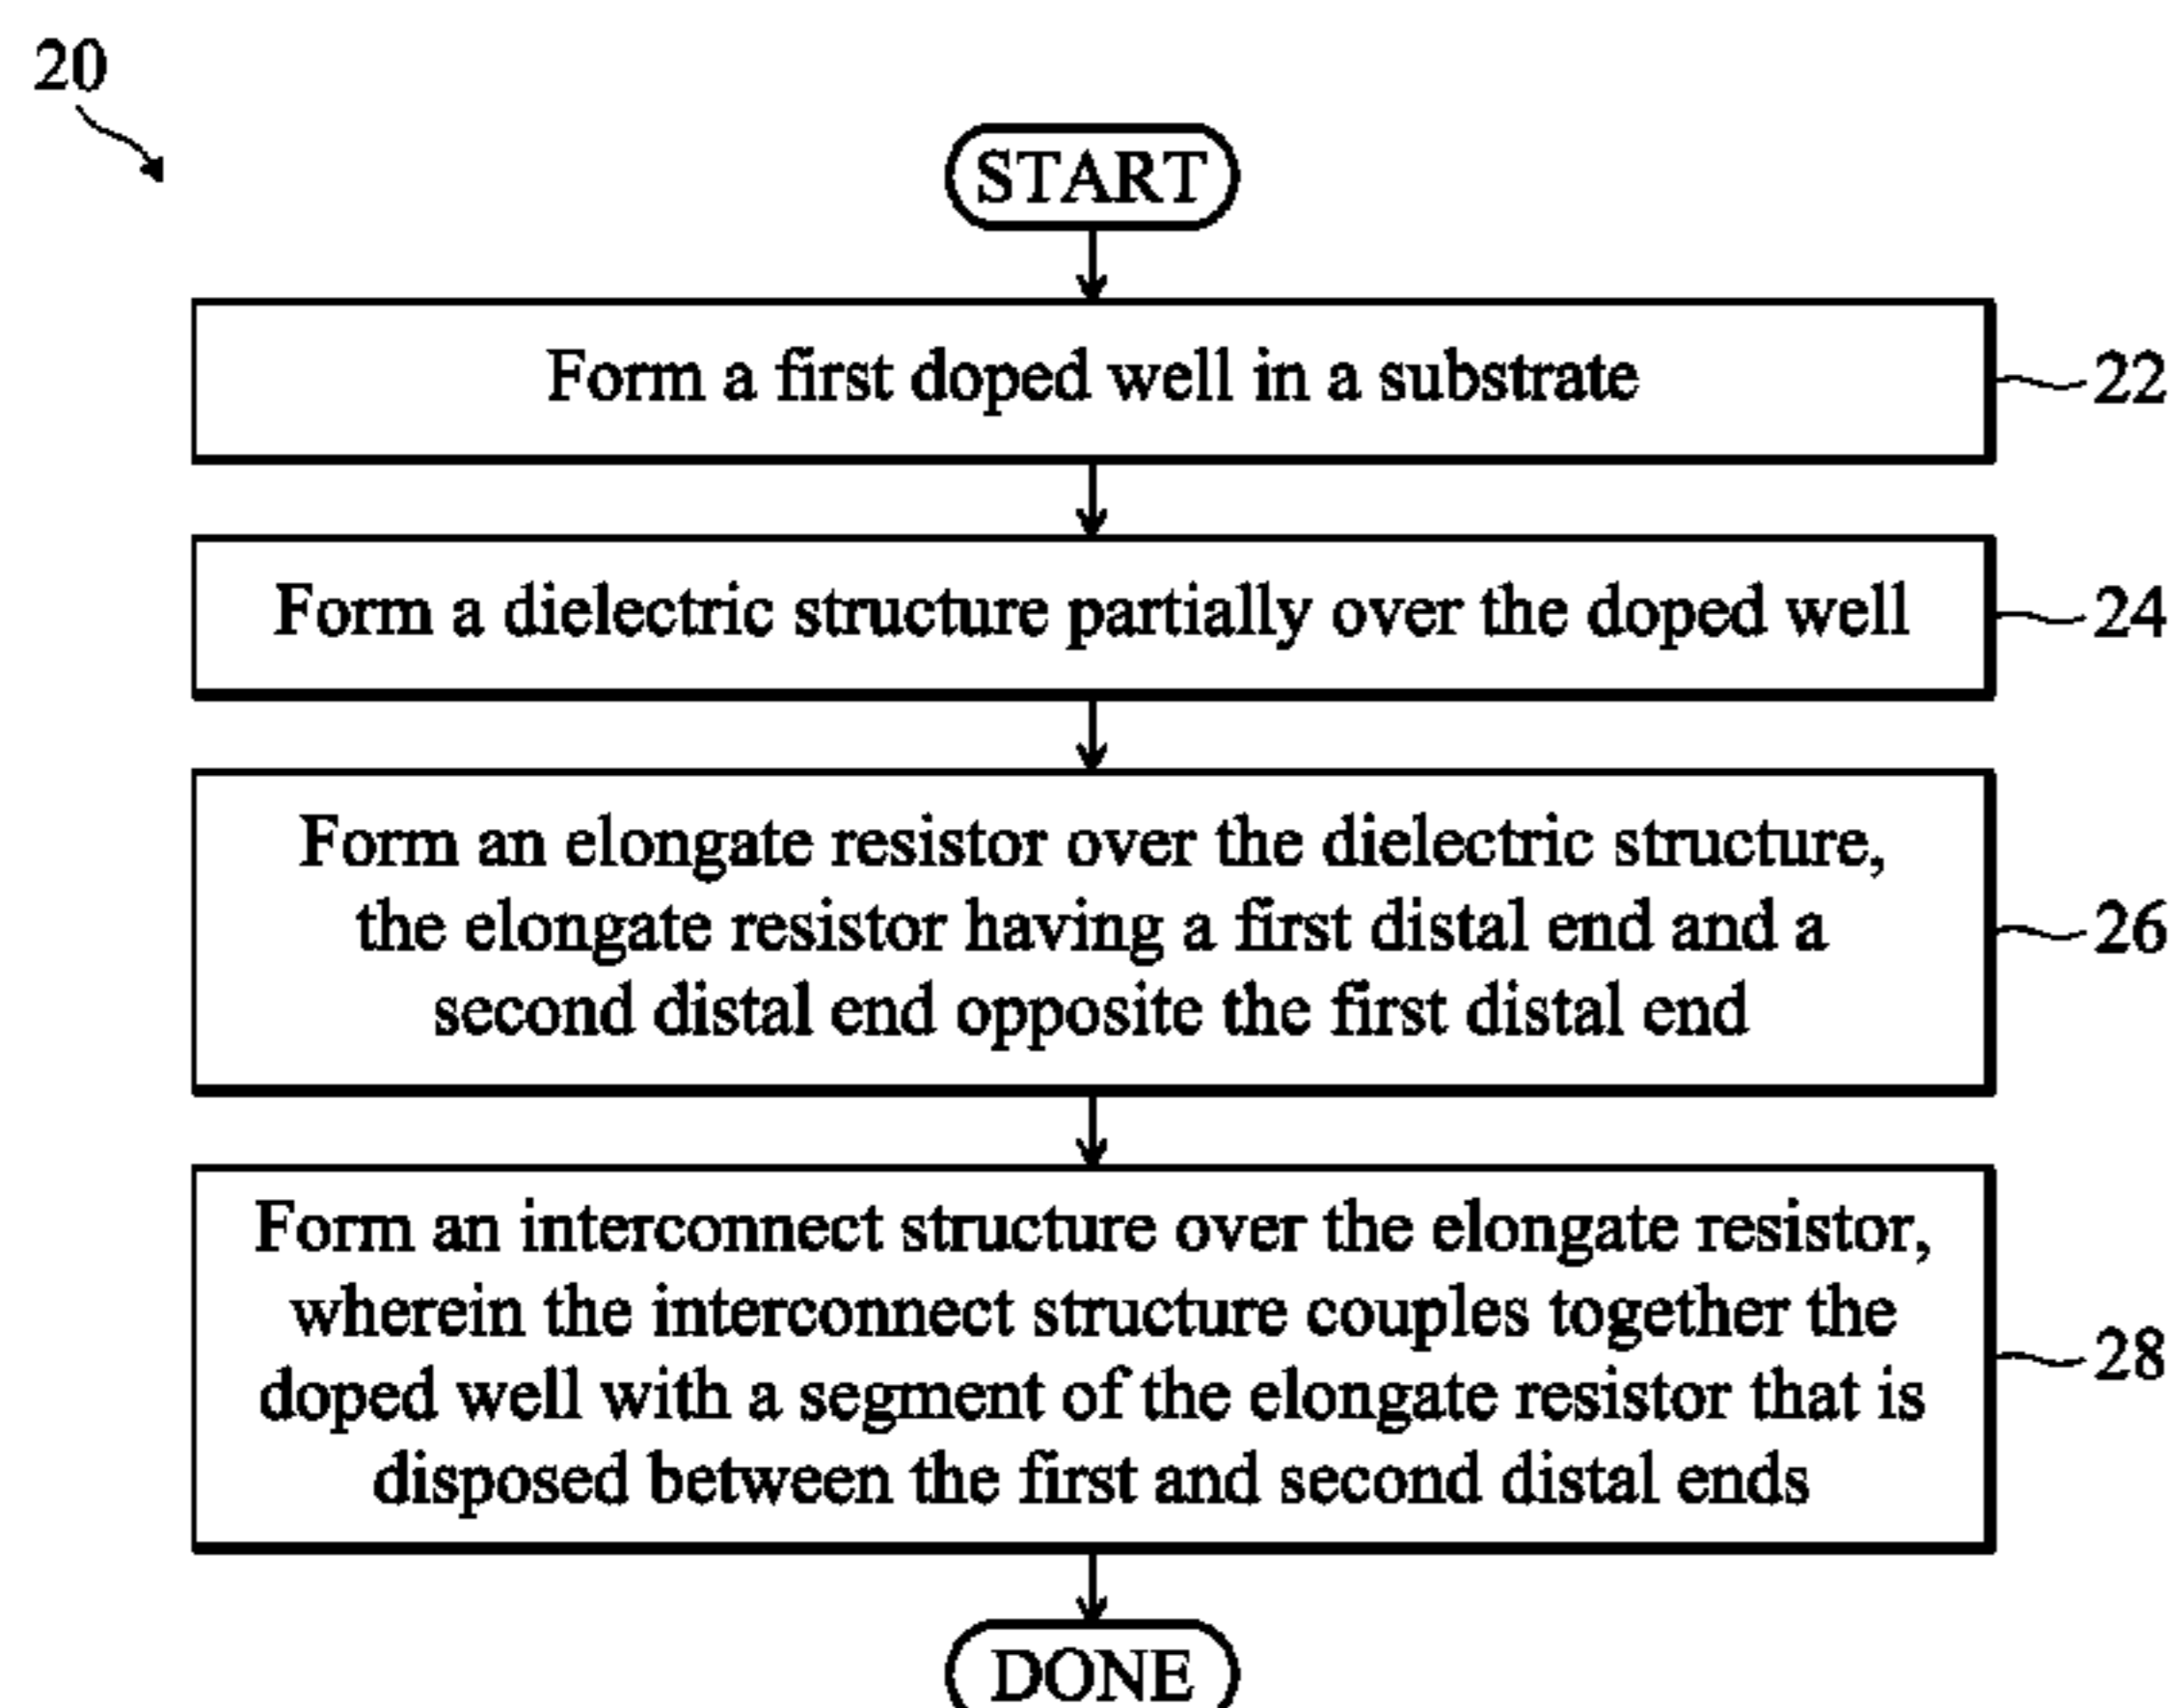 20
START
Form a first doped well in a substrate
22
Form a dielectric structure partially over the doped well
24
Form an elongate resistor over the dielectric structure,
the elongate resistor having a first distal end and a
second distal end opposite the first distal end
26
Form an interconnect structure over the elongate resistor,
wherein the interconnect structure couples together the
doped well with a segment of the elongate resistor that is
disposed between the first and second distal ends
28
DONE